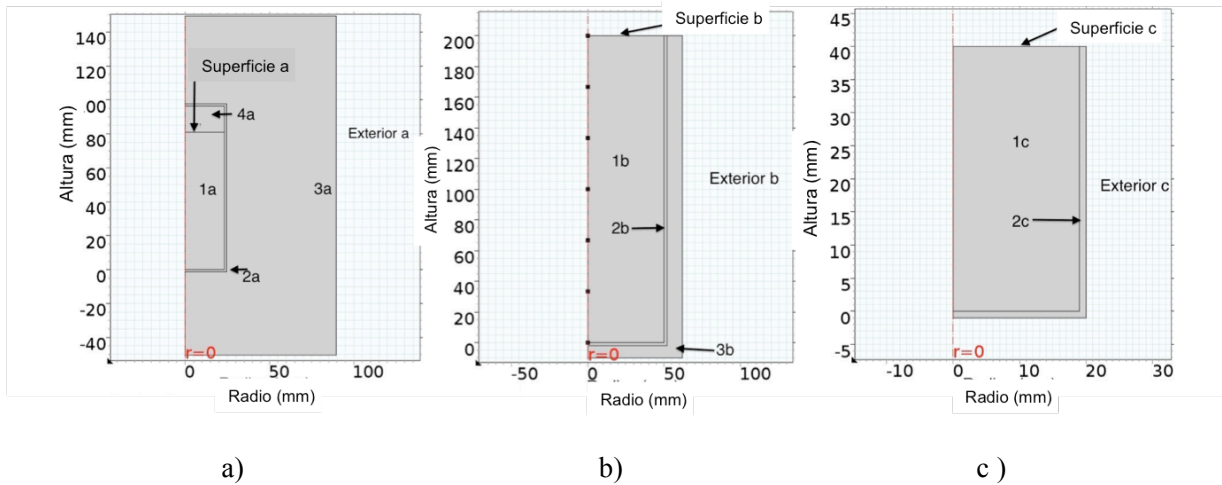 140
120
00
80
60
40
20
0
-20
-40
Altura (mm)
Superficie a
4a
Exterior a
1a
3a
2a
r=0
0
50
100
Radio (mm)
a)
200
180
160
140
120
100
80
60
40
20
0
Altura (mm)
Superficie b
1b
Exterior b
2b
3b
r=0
-50
0
50
100
Radio (mm)
b)
45
40
35
30
25
20
15
10
5
0
-5
Altura (mm)
Superficie c
1c
Exterior c
2c
r=0
-10
0
10
20
30
Radio (mm)
c )